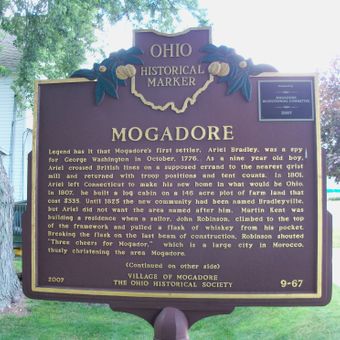 OHIO
HISTORICAL
MARKER
MOGADORE
BICENTENNIAL COMMITTEE
2007
MOGADORE
Legend has it that Mogadore's first settler, Ariel Bradley, was a spy
for George Washington in October, 1776. As a nine year old boy,
Ariel crossed British lines on a supposed errand to the nearest grist
mill and returned with troop positions and tent counts. In 1801,
Ariel left Connecticut to make his new home in what would be Ohio.
In 1807, he built a log cabin on a 146 acre plot of farm land that
cost $335. Until 1825 the new community had been named Bradleyville,
but Ariel did not want the area named after him. Martin Kent was
building a residence when a sailor, John Robinson, climbed to the top
of the framework and pulled a flask of whiskey from his pocket.
Breaking the flask on the last beam of construction, Robinson shouted
"Three cheers for Mogador," which is a large city in Morocco,
thusly christening the area Mogadore.
(Continued on other side)
2007
VILLAGE OF MOGADORE
THE OHIO HISTORICAL SOCIETY
9-67